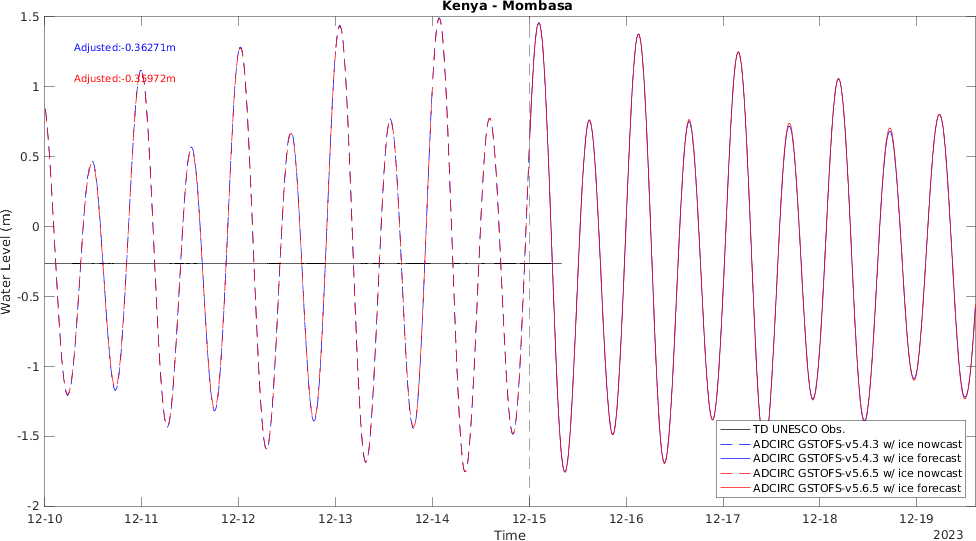 Kenya - Mombasa
Adjusted:-0.36271m
Adjusted:-0.35972m
Water Level (m)
1.5
1
0.5
0
-0.5
-1
-1.5
-2
TD UNESCO Obs.
ADCIRC GSTOFS-v5.4.3 w/ ice nowcast
ADCIRC GSTOFS-v5.4.3 w/ ice forecast
ADCIRC GSTOFS-v5.6.5 w/ ice nowcast
ADCIRC GSTOFS-v5.6.5 w/ ice forecast
12-10 12-11 12-12 12-13 12-14 12-15 12-16 12-17 12-18 12-19
Time
2023